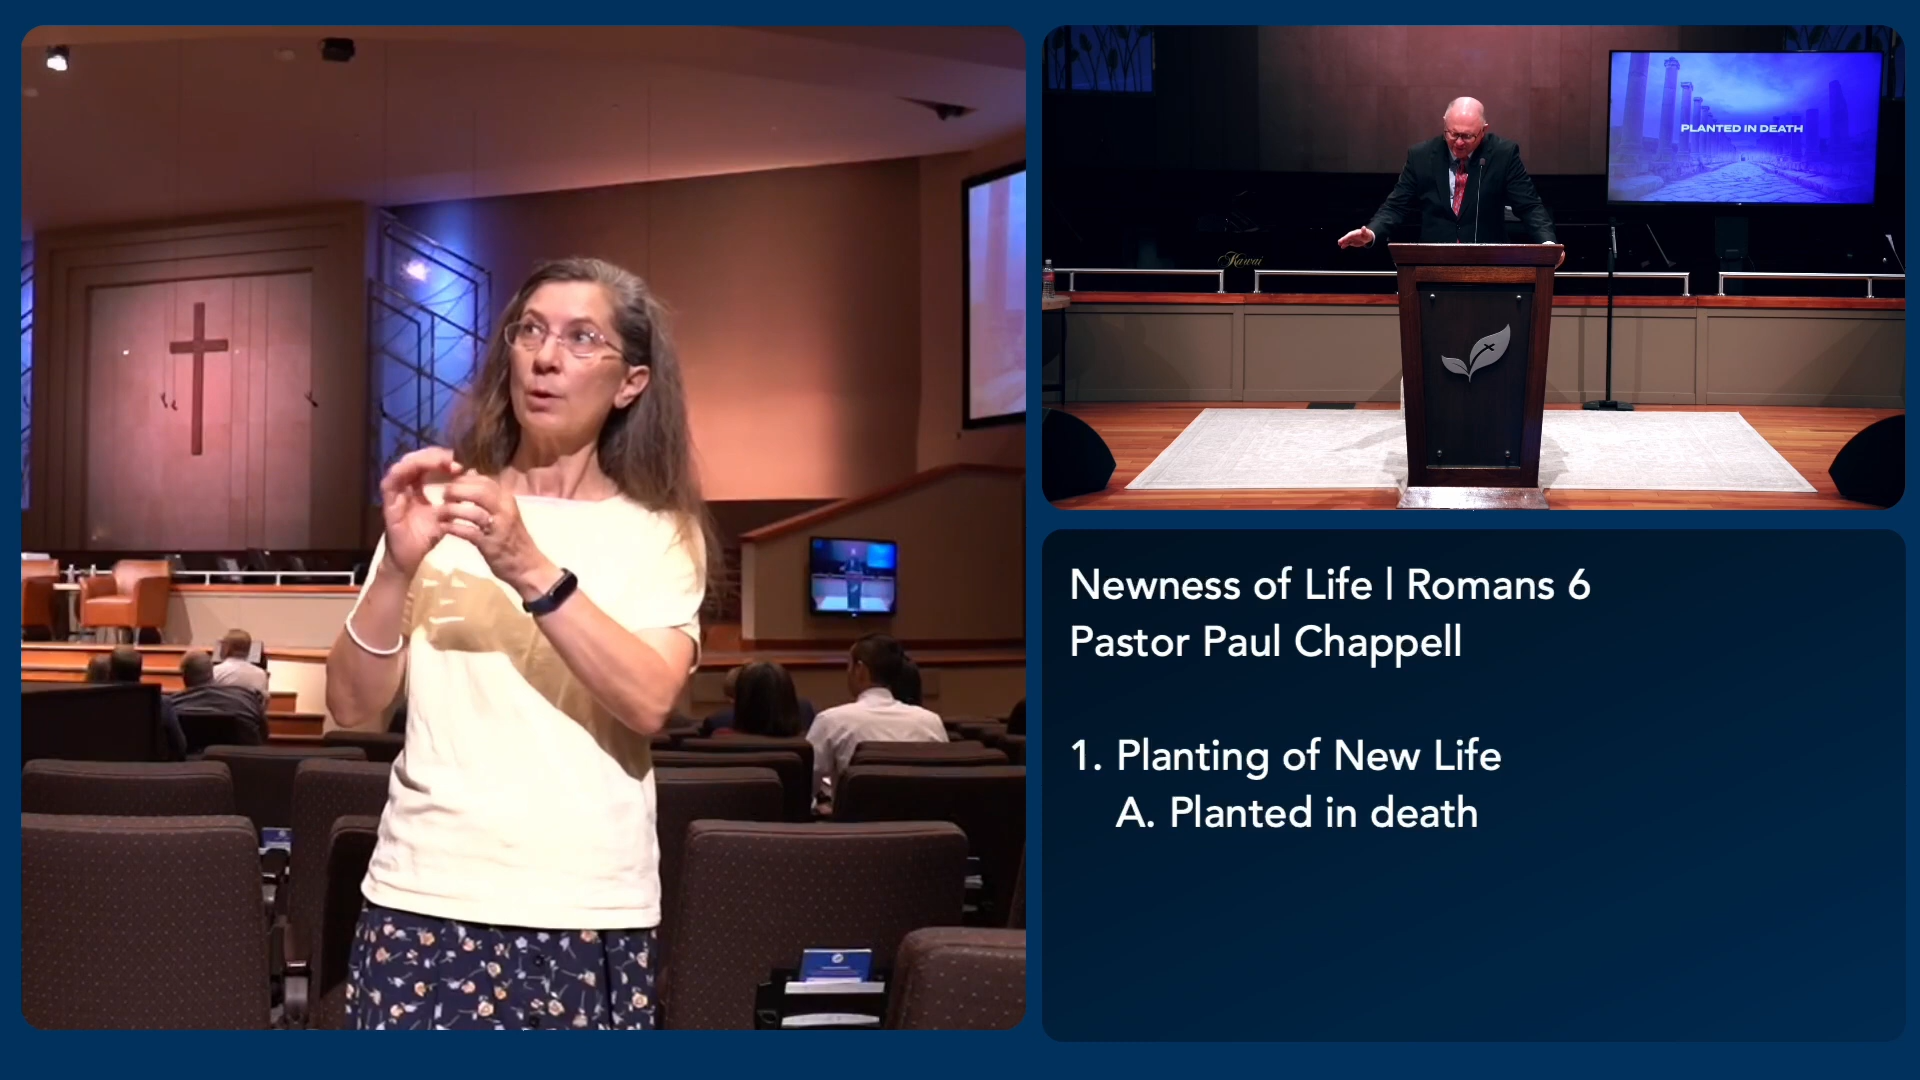 PLANTED IN DEATH
Kawai
Newness of Life | Romans 6
Pastor Paul Chappell
1. Planting of New Life
A. Planted in death